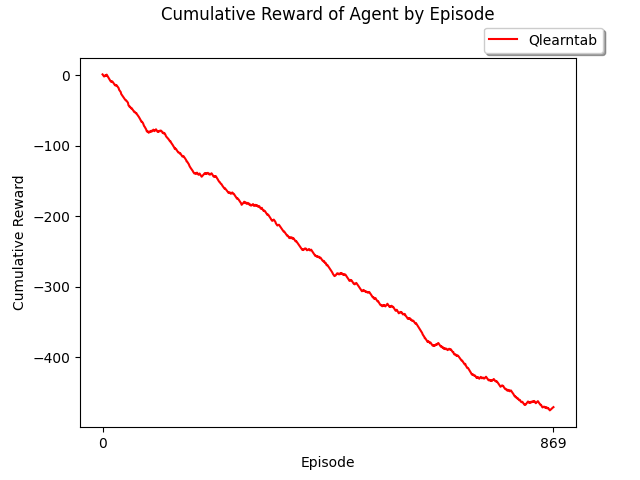 Cumulative Reward of Agent by Episode
Qlearntab
0
−100
−200
−300
−400
Cumulative Reward
0 869
Episode